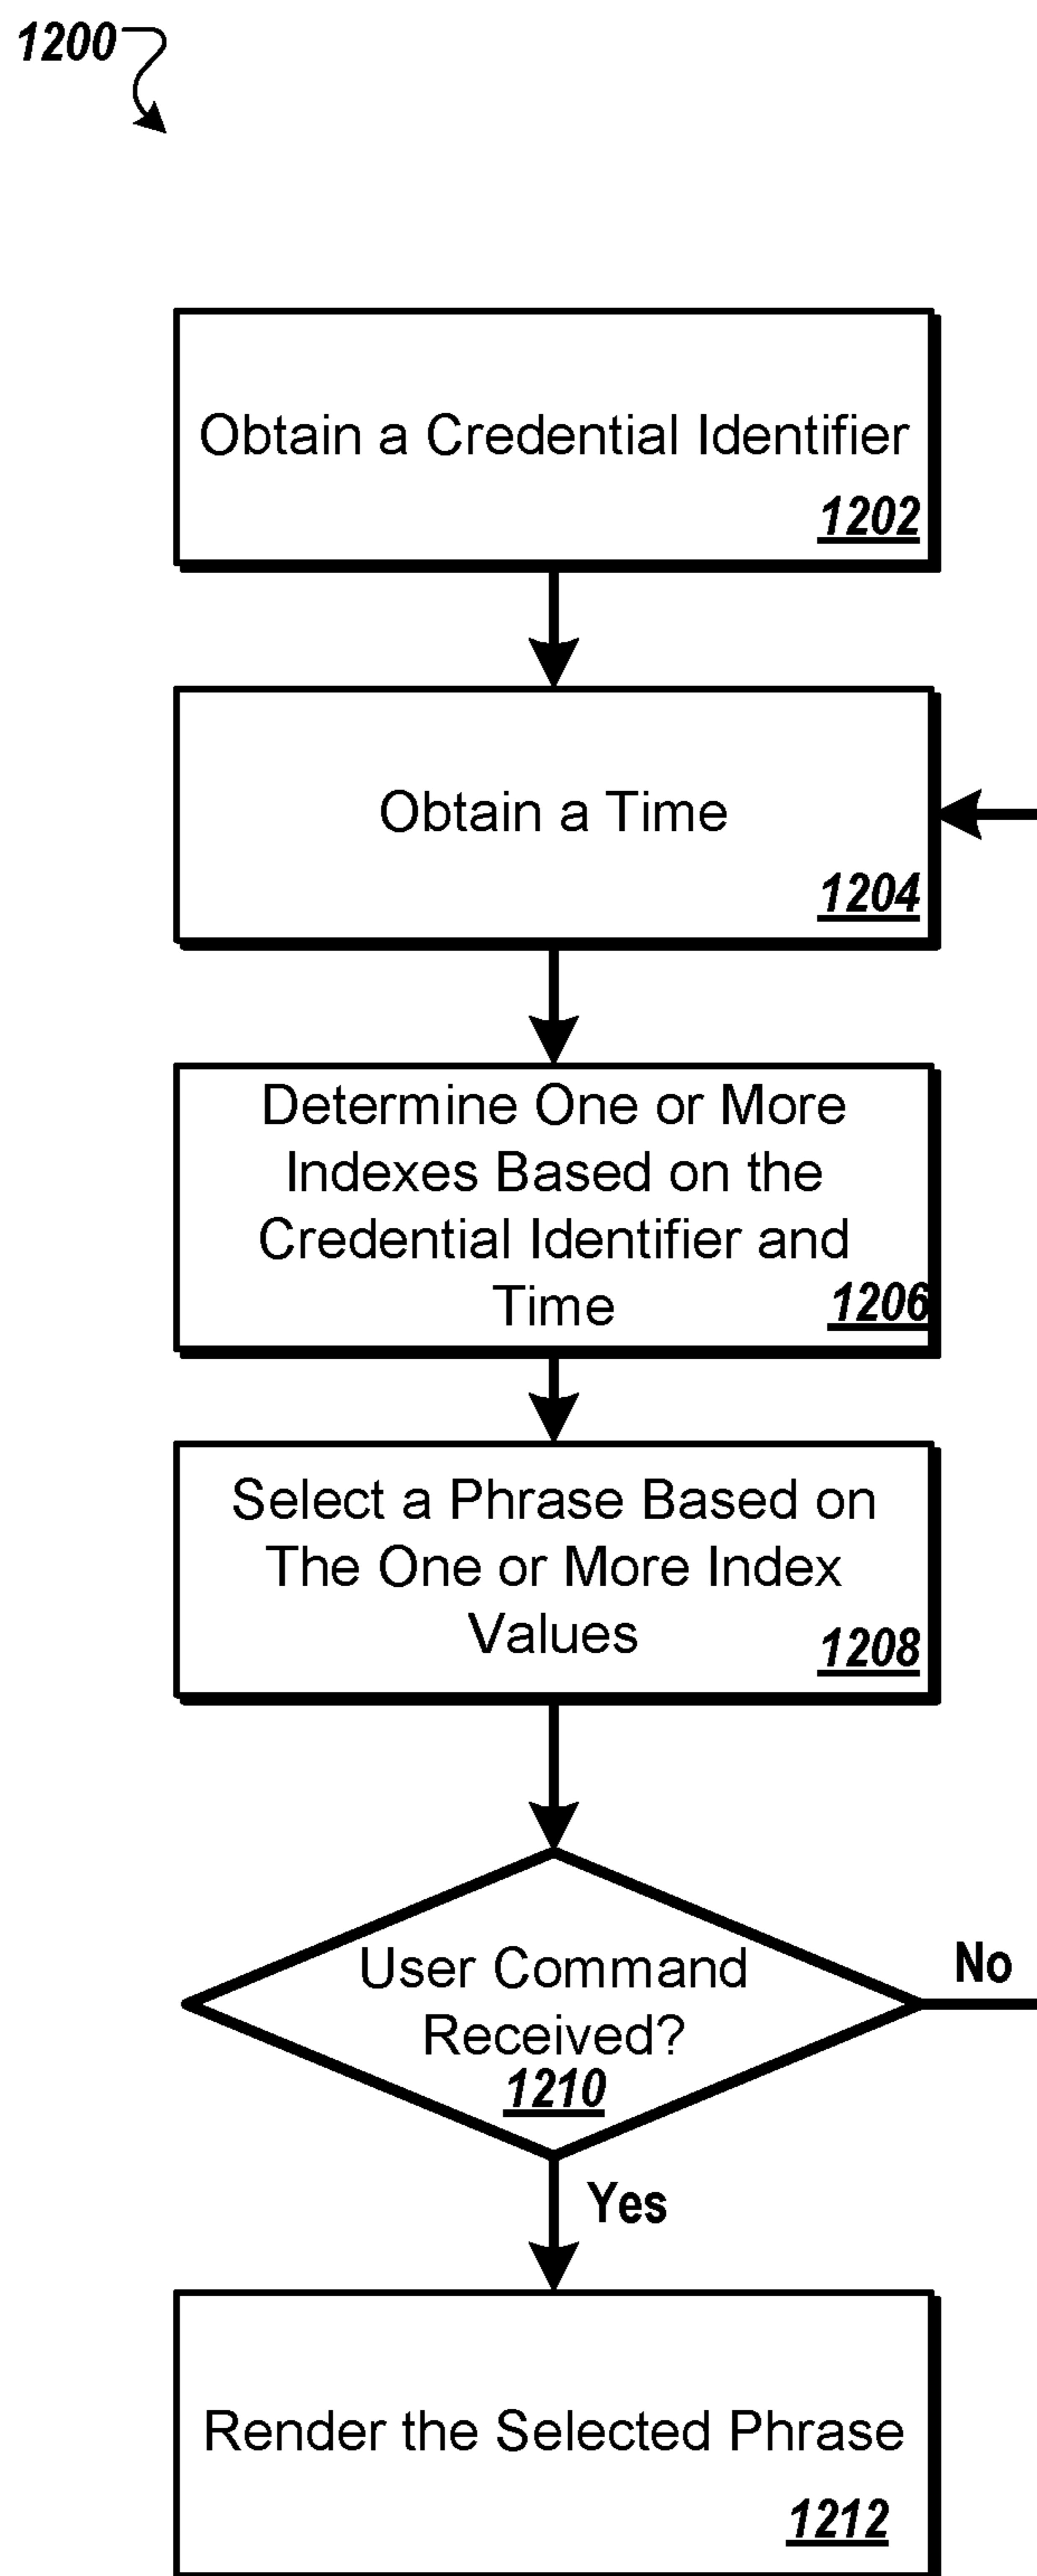 1200
Obtain a Credential Identifier
1202
Obtain a Time
1204
Determine One or More
Indexes Based on the
Credential Identifier and
Time
1206
Select a Phrase Based on
The One or More Index
Values
1208
User Command
Received?
1210
No
Yes
Render the Selected Phrase
1212